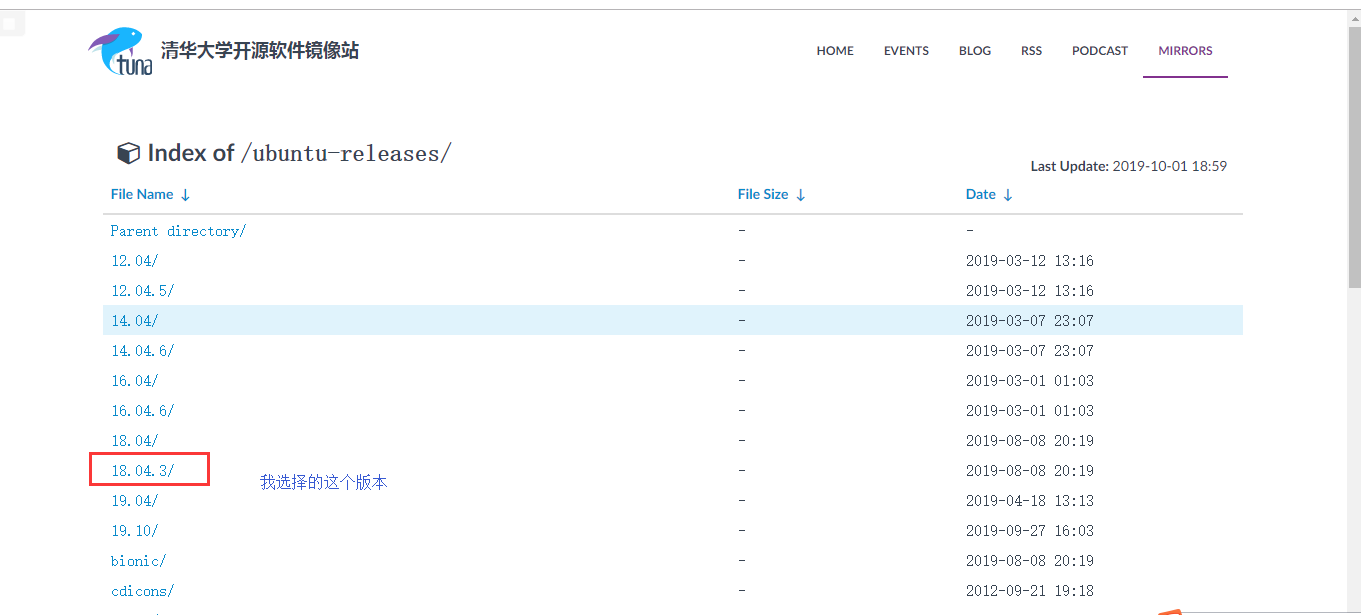 tuna 清华大学开源软件镜像站 HOME EVENTS BLOG RSS PODCAST MIRRORS
Index of /ubuntu-releases/
Last Update: 2019-10-01 18:59
File Name ↓ File Size ↓ Date ↓
Parent directory/ - -
12.04/ - 2019-03-12 13:16
12.04.5/ - 2019-03-12 13:16
14.04/ - 2019-03-07 23:07
14.04.6/ - 2019-03-07 23:07
16.04/ - 2019-03-01 01:03
16.04.6/ - 2019-03-01 01:03
18.04/ - 2019-08-08 20:19
18.04.3/ - 2019-08-08 20:19
我选择的这个版本
19.04/ - 2019-04-18 13:13
19.10/ - 2019-09-27 16:03
bionic/ - 2019-08-08 20:19
cdicons/ - 2012-09-21 19:18